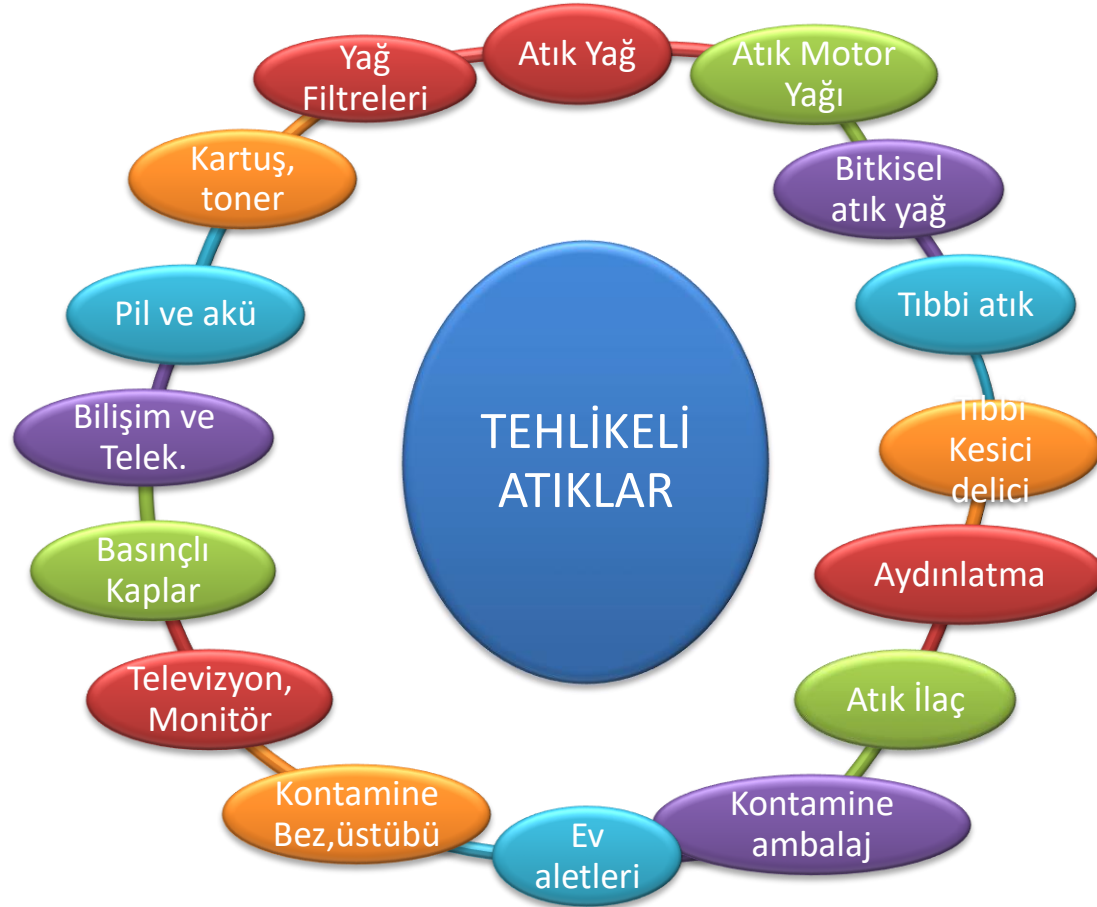 Atık Yağ
Atık Motor
Yağı
Bitkisel
atık yağ
Tıbbi atık
Tıbbi
Kesici
delici
Aydınlatma
Atık İlaç
Kontamine
ambalaj
Ev
aletleri
Kontamine
Bez,üstübü
Televizyon,
Monitör
Basınçlı
Kaplar
Bilişim ve
Telek.
Pil ve akü
Kartuş,
toner
Yağ
Filtreleri
TEHLİKELİ
ATIKLAR